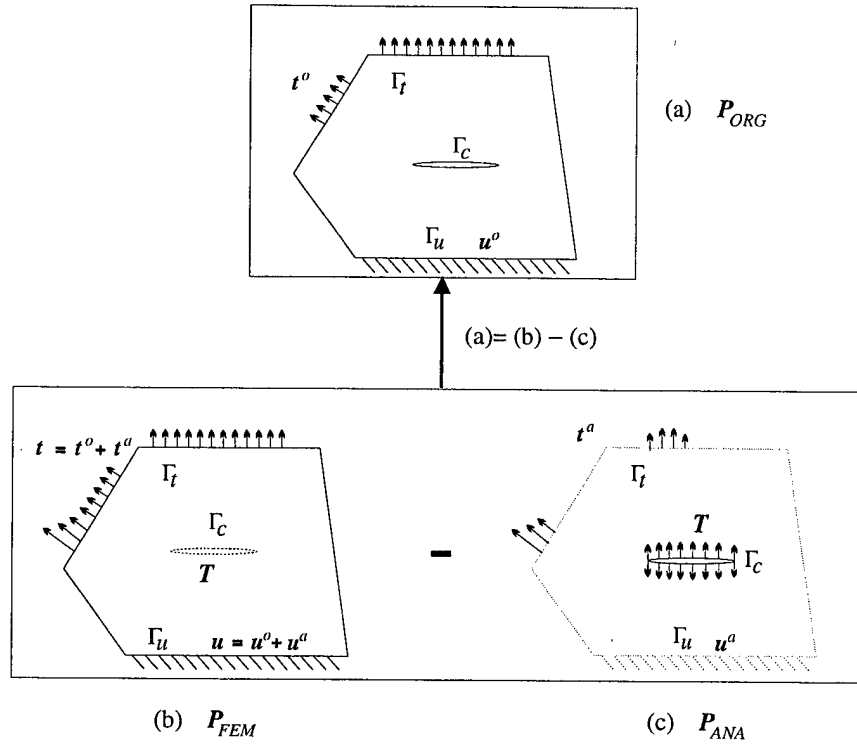 t^o
Γ_t
Γ_c
Γ_u u^o
(a) P_ORG
(a)= (b) − (c)
t = t^o + t^a
Γ_t
Γ_c
T
Γ_u u = u^o + u^a
−
t^a
Γ_t
T
Γ_c
Γ_u u^a
(b) P_FEM
(c) P_ANA